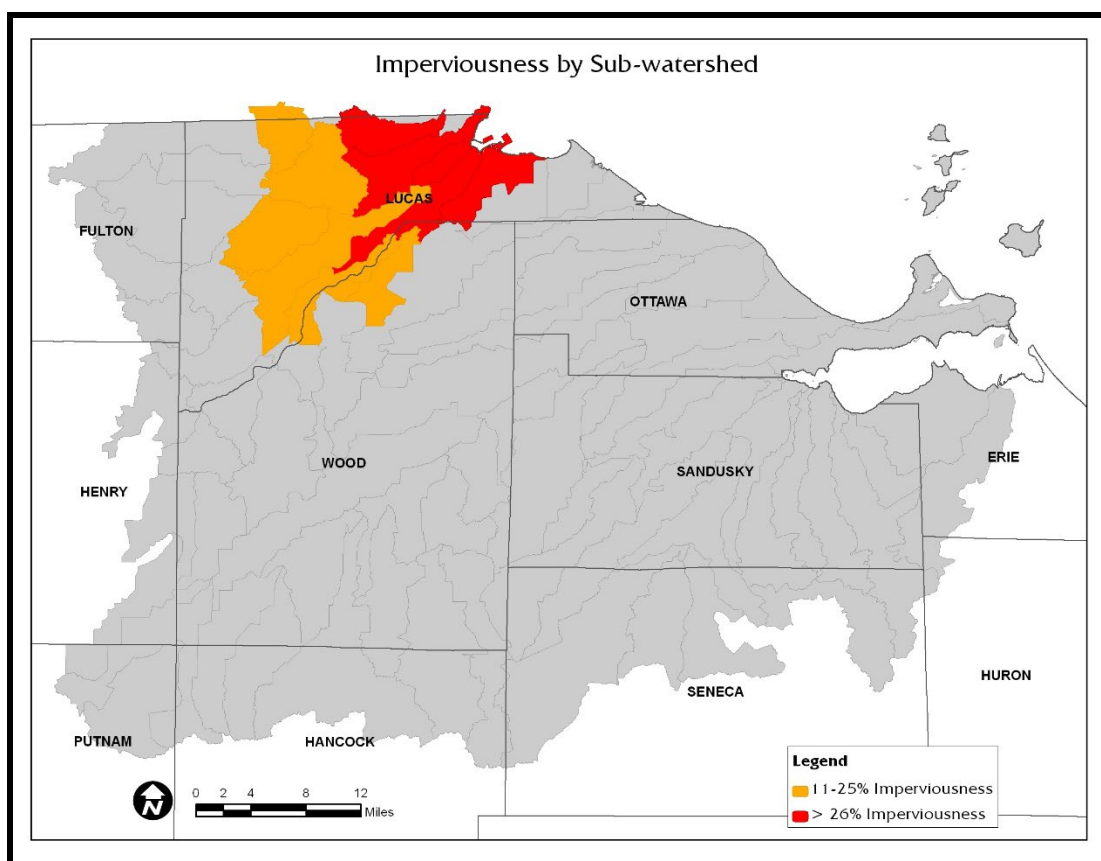 Imperviousness by Sub-watershed
LUCAS
FULTON
OTTAWA
WOOD
SANDUSKY
ERIE
HENRY
HURON
SENECA
PUTNAM
HANCOCK
Legend
11-25% Imperviousness
> 26% Imperviousness
N
0 2 4 8 12
Miles